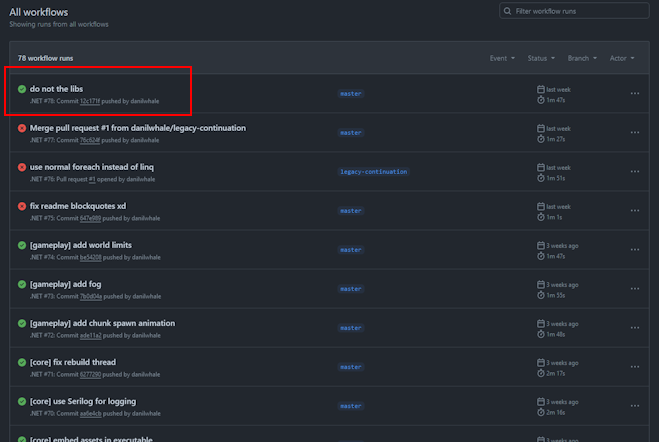 All workflows
Filter workflow runs
Showing runs from all workflows
78 workflow runs
Event
Status
Branch
Actor
do not the libs
master
last week
.NET #78: Commit 12c171f pushed by danilwhale
1m 47s
Merge pull request #1 from danilwhale/legacy-continuation
master
last week
.NET #77: Commit 76c824f pushed by danilwhale
1m 27s
use normal foreach instead of linq
legacy-continuation
last week
.NET #76: Pull request #1 opened by danilwhale
1m 51s
fix readme blockquotes xd
master
last week
.NET #75: Commit 647e989 pushed by danilwhale
1m 1s
[gameplay] add world limits
master
3 weeks ago
.NET #74: Commit be54208 pushed by danilwhale
1m 47s
[gameplay] add fog
master
3 weeks ago
.NET #73: Commit 7b0d04a pushed by danilwhale
1m 55s
[gameplay] add chunk spawn animation
master
3 weeks ago
.NET #72: Commit ade11a2 pushed by danilwhale
1m 48s
[core] fix rebuild thread
master
3 weeks ago
.NET #71: Commit 6277290 pushed by danilwhale
2m 17s
[core] use Serilog for logging
master
3 weeks ago
.NET #70: Commit aa6e4cb pushed by danilwhale
2m 18s
[core] embed assets in executable
3 weeks ago